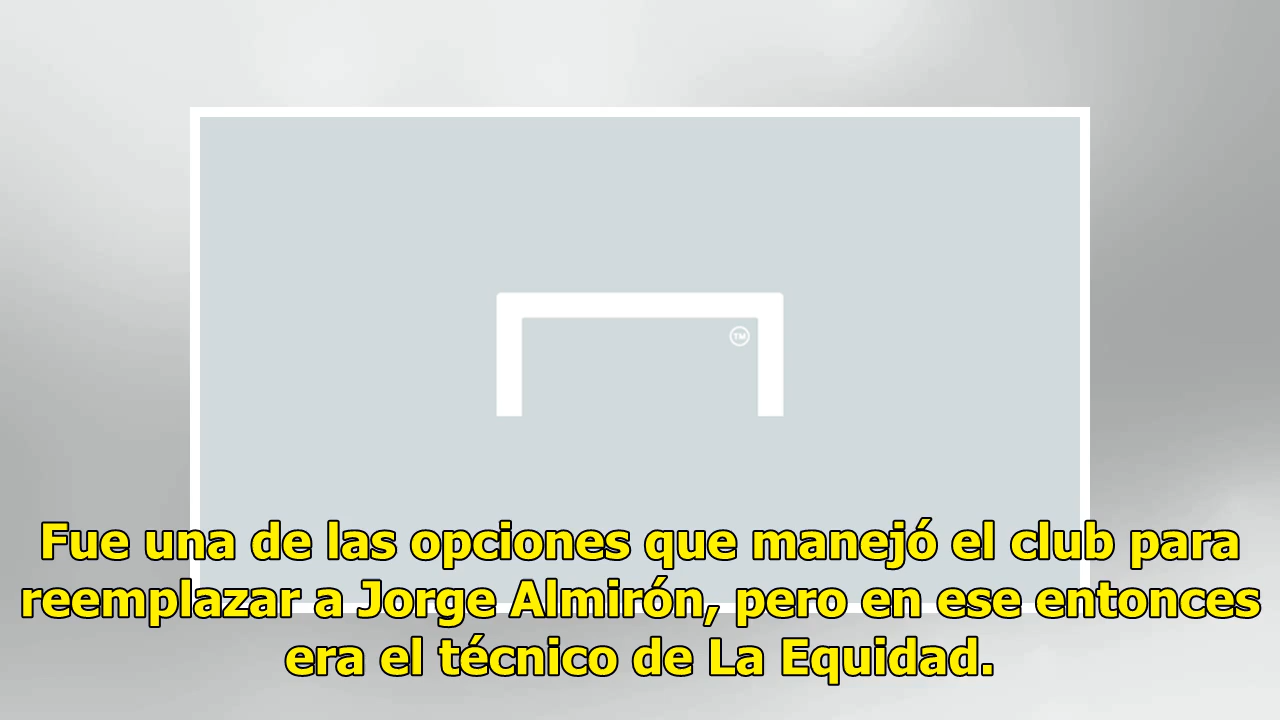 TM
Fue una de las opciones que manejó el club para
reemplazar a Jorge Almirón, pero en ese entonces
era el técnico de La Equidad.